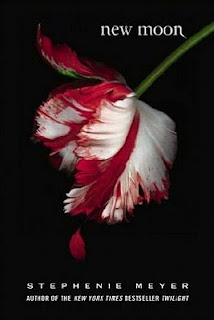 new moon
STEPHENIE MEYER
AUTHOR OF THE NEW YORK TIMES BESTSELLER TWILIGHT